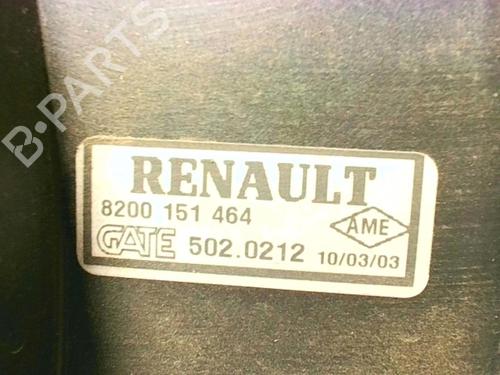 B-PARTS
RENAULT
8200 151 464
AME
GATE 502.0212 10/03/03